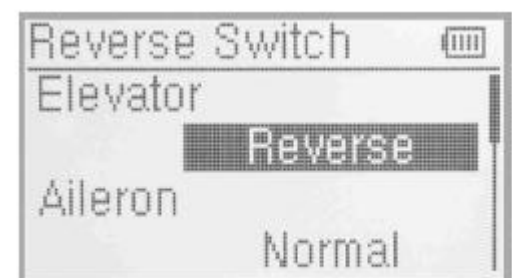 Reverse Switch
Elevator
Reverse
Aileron
Normal